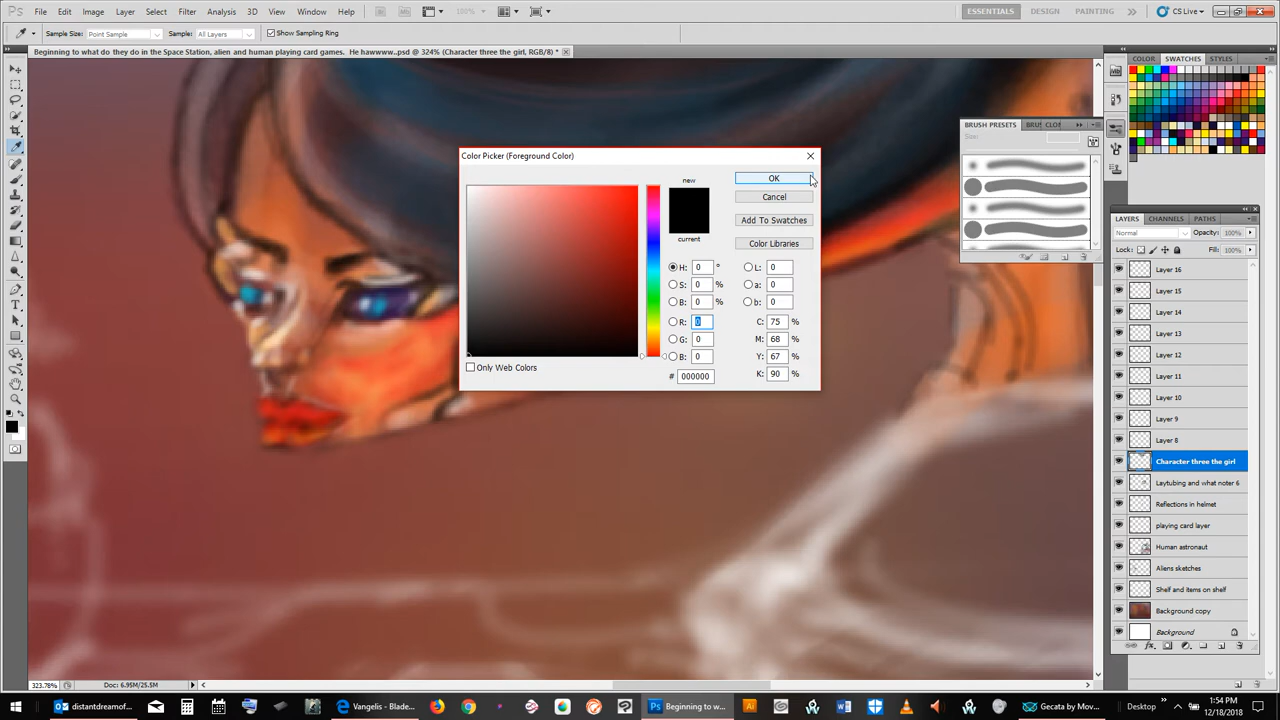 Ps File Edit Image Layer Select Filter Analysis 3D View Window Help 100% ESSENTIALS DESIGN PAINTING CS Live
Sample Size: Point Sample Sample: All Layers Show Sampling Ring
Beginning to what do they do in the Space Station, alien and human playing card games. He hawwww..psd @ 324% (Character three the girl, RGB/8) *
COLOR SWATCHES STYLES
BRUSH PRESETS BRU CLO
Size:
Color Picker (Foreground Color)
new
current
OK
Cancel
Add To Swatches
Color Libraries
H: 0 ° L: 0
S: 0 % a: 0
B: 0 % b: 0
R: 0 C: 75 %
G: 0 M: 68 %
B: 0 Y: 67 %
# 000000 K: 90 %
Only Web Colors
LAYERS CHANNELS PATHS
Normal Opacity: 100%
Lock: Fill: 100%
Layer 16
Layer 15
Layer 14
Layer 13
Layer 12
Layer 11
Layer 10
Layer 9
Layer 8
Character three the girl
Laytubing and what noter 6
Reflections in helmet
playing card layer
Human astronaut
Aliens sketches
Shelf and items on shelf
Background copy
Background
323.78% Doc: 6.95M/25.5M
distantdreamof... Vangelis - Blade... Beginning to w... Gecata by Mov... Desktop 1:54 PM
12/18/2018